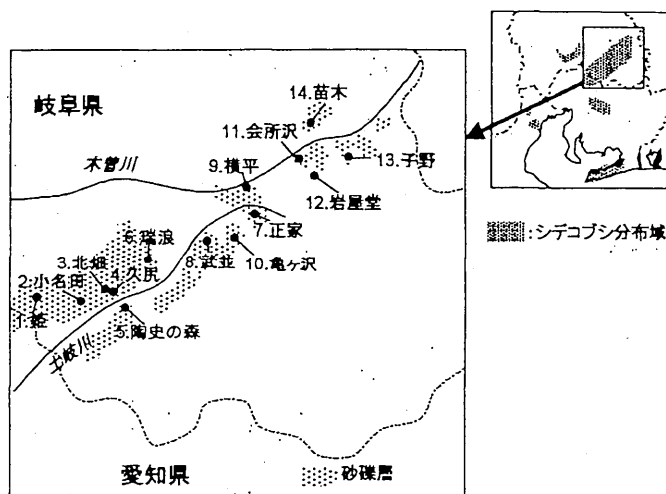 岐阜県
木曽川
14.苗木
11.会所沢
13.子野
9.横平
12.岩屋堂
7.正家
6.瑞浪
8.武並
10.亀ヶ沢
3.北畑
4.久尻
2.小名田
1.姫
5.陶史の森
土岐川
愛知県
砂礫層
:シデコブシ分布域